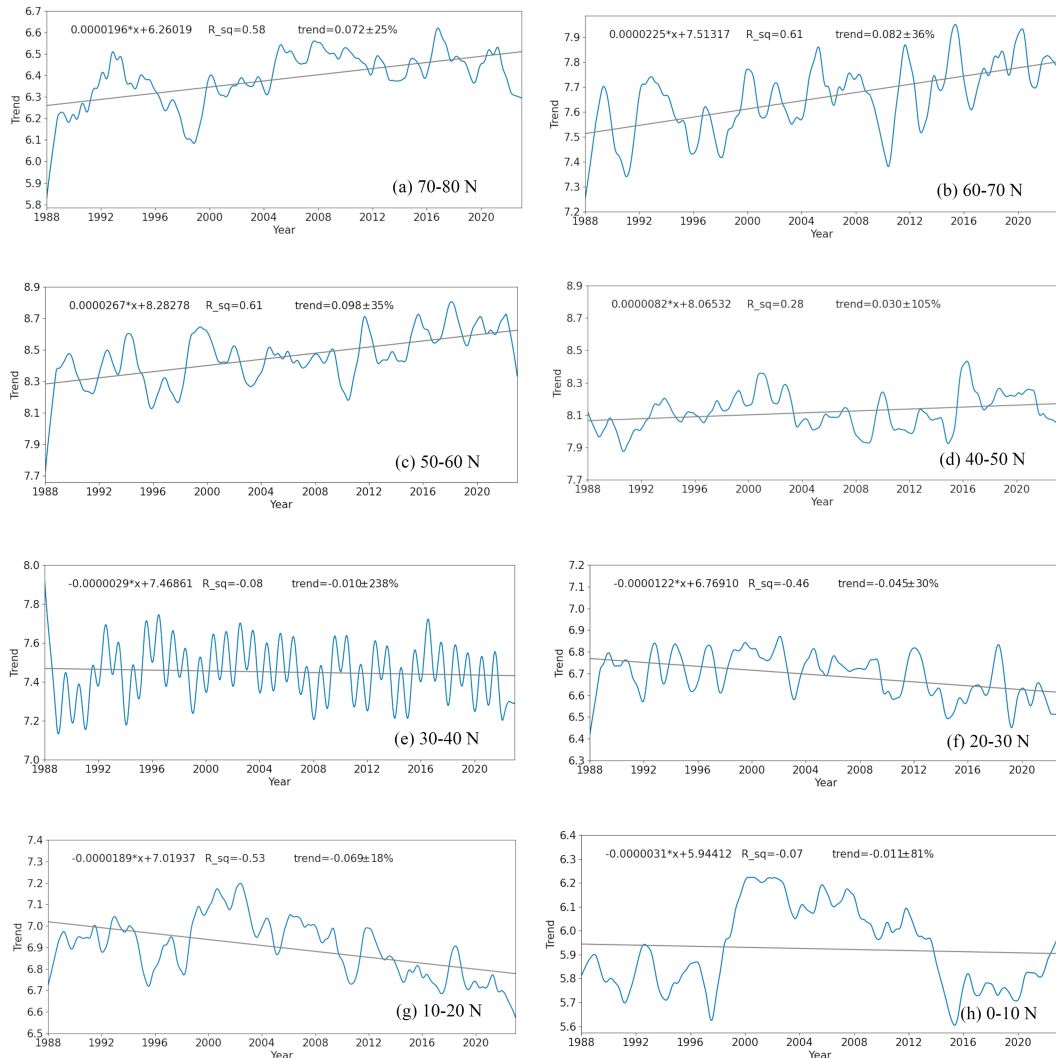 0.0000196*x+6.26019 R_sq=0.58 trend=0.072±25%
6.7
6.6
6.5
6.4
6.3
6.2
6.1
6.0
5.9
5.8
Trend
(a) 70-80 N
1988 1992 1996 2000 2004 2008 2012 2016 2020
Year
0.0000225*x+7.51317 R_sq=0.61 trend=0.082±36%
7.9
7.8
7.7
7.6
7.5
7.4
7.3
7.2
Trend
(b) 60-70 N
1988 1992 1996 2000 2004 2008 2012 2016 2020
Year
0.0000267*x+8.28278 R_sq=0.61 trend=0.098±35%
8.9
8.7
8.5
8.3
8.1
7.9
7.7
Trend
(c) 50-60 N
1988 1992 1996 2000 2004 2008 2012 2016 2020
Year
0.0000082*x+8.06532 R_sq=0.28 trend=0.030±105%
8.9
8.7
8.5
8.3
8.1
7.9
7.7
Trend
(d) 40-50 N
1988 1992 1996 2000 2004 2008 2012 2016 2020
Year
-0.0000029*x+7.46861 R_sq=-0.08 trend=-0.010±238%
8.0
7.8
7.6
7.4
7.2
7.0
Trend
(e) 30-40 N
1988 1992 1996 2000 2004 2008 2012 2016 2020
Year
-0.0000122*x+6.76910 R_sq=-0.46 trend=-0.045±30%
7.2
7.1
7.0
6.9
6.8
6.7
6.6
6.5
6.4
6.3
Trend
(f) 20-30 N
1988 1992 1996 2000 2004 2008 2012 2016 2020
Year
-0.0000189*x+7.01937 R_sq=-0.53 trend=-0.069±18%
7.4
7.3
7.2
7.1
7.0
6.9
6.8
6.7
6.6
6.5
Trend
(g) 10-20 N
1988 1992 1996 2000 2004 2008 2012 2016 2020
Year
-0.0000031*x+5.94412 R_sq=-0.07 trend=-0.011±81%
6.4
6.3
6.2
6.1
6.0
5.9
5.8
5.7
5.6
Trend
(h) 0-10 N
1988 1992 1996 2000 2004 2008 2012 2016 2020
Year